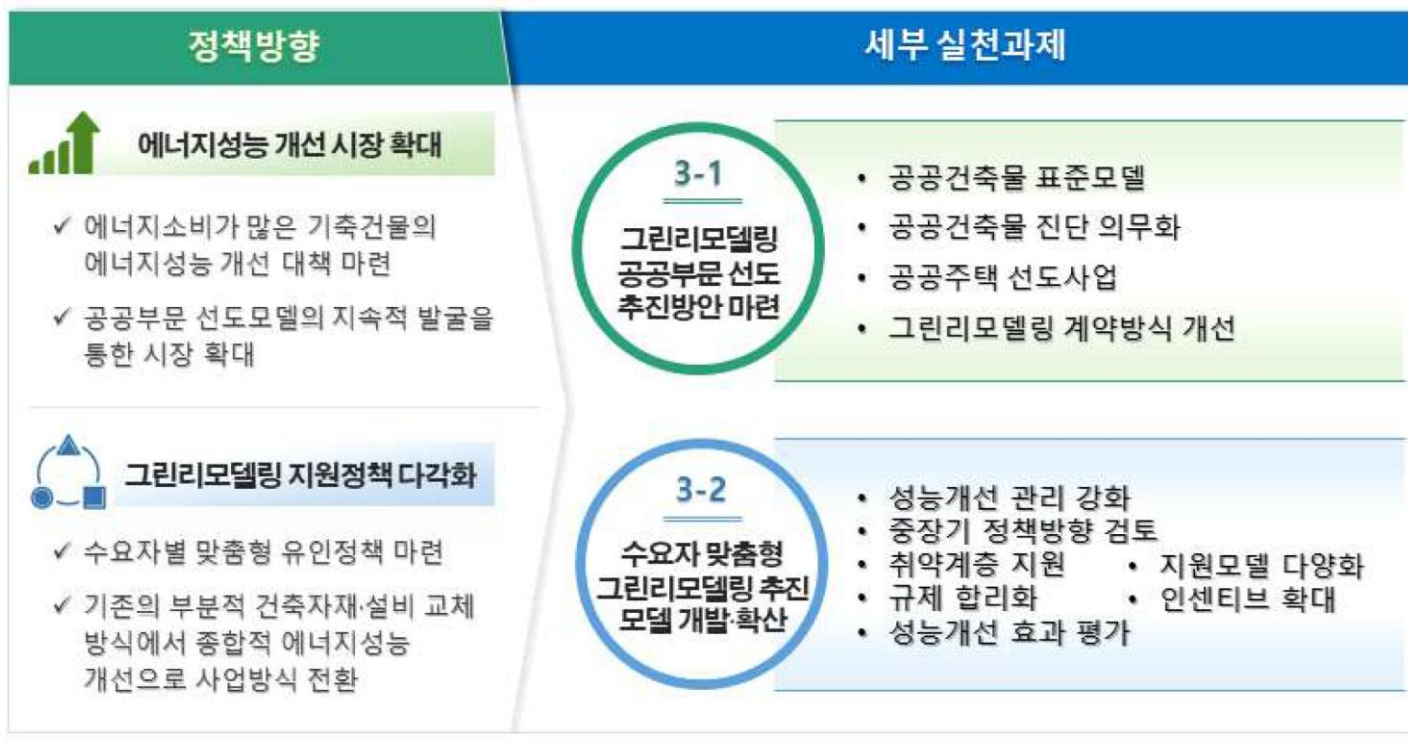 정책방향
세부 실천과제
에너지성능 개선 시장 확대
✓ 에너지소비가 많은 기축건물의
에너지성능 개선 대책 마련
✓ 공공부문 선도모델의 지속적 발굴을
통한 시장 확대
3-1
그린리모델링
공공부문 선도
추진방안 마련
• 공공건축물 표준모델
• 공공건축물 진단 의무화
• 공공주택 선도사업
• 그린리모델링 계약방식 개선
그린리모델링 지원정책 다각화
✓ 수요자별 맞춤형 유인정책 마련
✓ 기존의 부분적 건축자재·설비 교체
방식에서 종합적 에너지성능
개선으로 사업방식 전환
3-2
수요자 맞춤형
그린리모델링 추진
모델 개발·확산
• 성능개선 관리 강화
• 중장기 정책방향 검토
• 취약계층 지원 • 지원모델 다양화
• 규제 합리화 • 인센티브 확대
• 성능개선 효과 평가